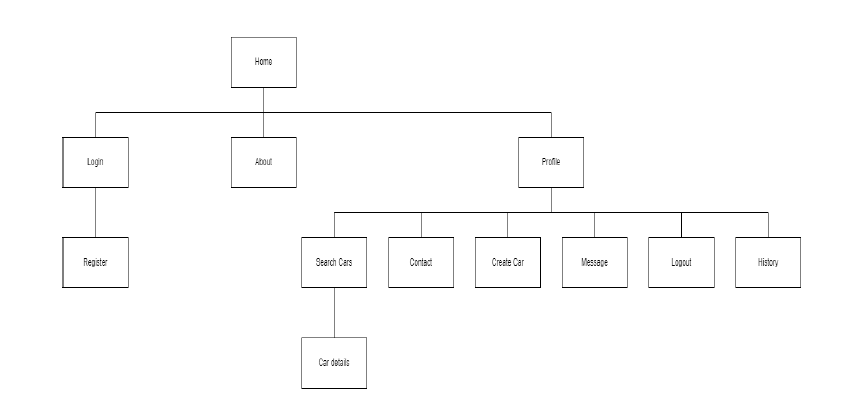 Home
Login
About
Profile
Register
Search Cars
Contact
Create Car
Message
Logout
History
Car details